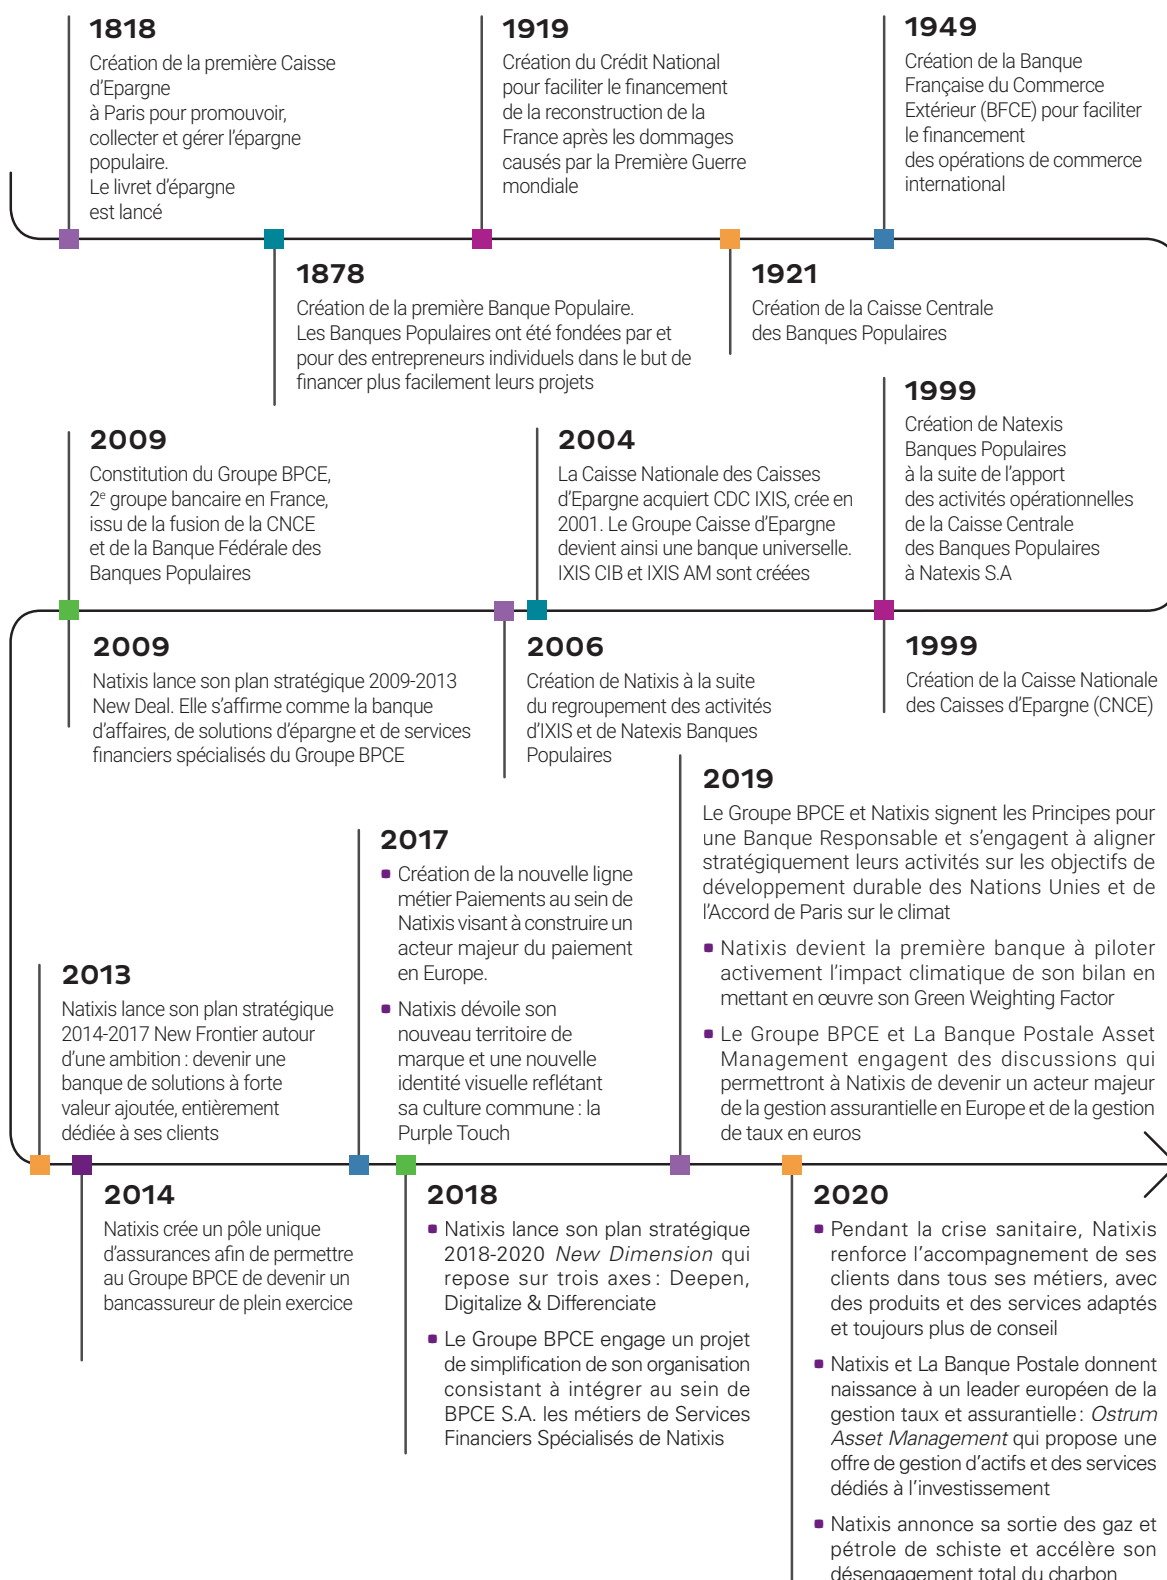 1818
Création de la première Caisse
d'Epargne
à Paris pour promouvoir,
collecter et gérer l'épargne
populaire.
Le livret d'épargne
est lancé
1878
Création de la première Banque Populaire.
Les Banques Populaires ont été fondées par et
pour des entrepreneurs individuels dans le but de
financer plus facilement leurs projets
1919
Création du Crédit National
pour faciliter le financement
de la reconstruction de la
France après les dommages
causés par la Première Guerre
mondiale
1921
Création de la Caisse Centrale
des Banques Populaires
1949
Création de la Banque
Française du Commerce
Extérieur (BFCE) pour faciliter
le financement
des opérations de commerce
international
1999
Création de Natexis
Banques Populaires
à la suite de l'apport
des activités opérationnelles
de la Caisse Centrale
des Banques Populaires
à Natexis S.A
1999
Création de la Caisse Nationale
des Caisses d'Epargne (CNCE)
2004
La Caisse Nationale des Caisses
d'Epargne acquiert CDC IXIS, crée en
2001. Le Groupe Caisse d'Epargne
devient ainsi une banque universelle.
IXIS CIB et IXIS AM sont créées
2006
Création de Natixis à la suite
du regroupement des activités
d'IXIS et de Natexis Banques
Populaires
2009
Constitution du Groupe BPCE,
2e groupe bancaire en France,
issu de la fusion de la CNCE
et de la Banque Fédérale des
Banques Populaires
2009
Natixis lance son plan stratégique 2009-2013
New Deal. Elle s'affirme comme la banque
d'affaires, de solutions d'épargne et de services
financiers spécialisés du Groupe BPCE
2013
Natixis lance son plan stratégique
2014-2017 New Frontier autour
d'une ambition : devenir une
banque de solutions à forte
valeur ajoutée, entièrement
dédiée à ses clients
2014
Natixis crée un pôle unique
d'assurances afin de permettre
au Groupe BPCE de devenir un
bancassureur de plein exercice
2017
Création de la nouvelle ligne
métier Paiements au sein de
Natixis visant à construire un
acteur majeur du paiement
en Europe.
Natixis dévoile son
nouveau territoire de
marque et une nouvelle
identité visuelle reflétant
sa culture commune : la
Purple Touch
2018
Natixis lance son plan stratégique
2018-2020 New Dimension qui
repose sur trois axes : Deepen,
Digitalize & Differenciate
Le Groupe BPCE engage un projet
de simplification de son organisation
consistant à intégrer au sein de
BPCE S.A. les métiers de Services
Financiers Spécialisés de Natixis
2019
Le Groupe BPCE et Natixis signent les Principes pour
une Banque Responsable et s'engagent à aligner
stratégiquement leurs activités sur les objectifs de
développement durable des Nations Unies et de
l'Accord de Paris sur le climat
Natixis devient la première banque à piloter
activement l'impact climatique de son bilan en
mettant en œuvre son Green Weighting Factor
Le Groupe BPCE et La Banque Postale Asset
Management engagent des discussions qui
permettront à Natixis de devenir un acteur majeur
de la gestion assurantielle en Europe et de la gestion
de taux en euros
2020
Pendant la crise sanitaire, Natixis
renforce l'accompagnement de ses
clients dans tous ses métiers, avec
des produits et des services adaptés
et toujours plus de conseil
Natixis et La Banque Postale donnent
naissance à un leader européen de la
gestion taux et assurantielle : Ostrum
Asset Management qui propose une
offre de gestion d'actifs et des services
dédiés à l'investissement
Natixis annonce sa sortie des gaz et
pétrole de schiste et accélère son
désengagement total du charbon